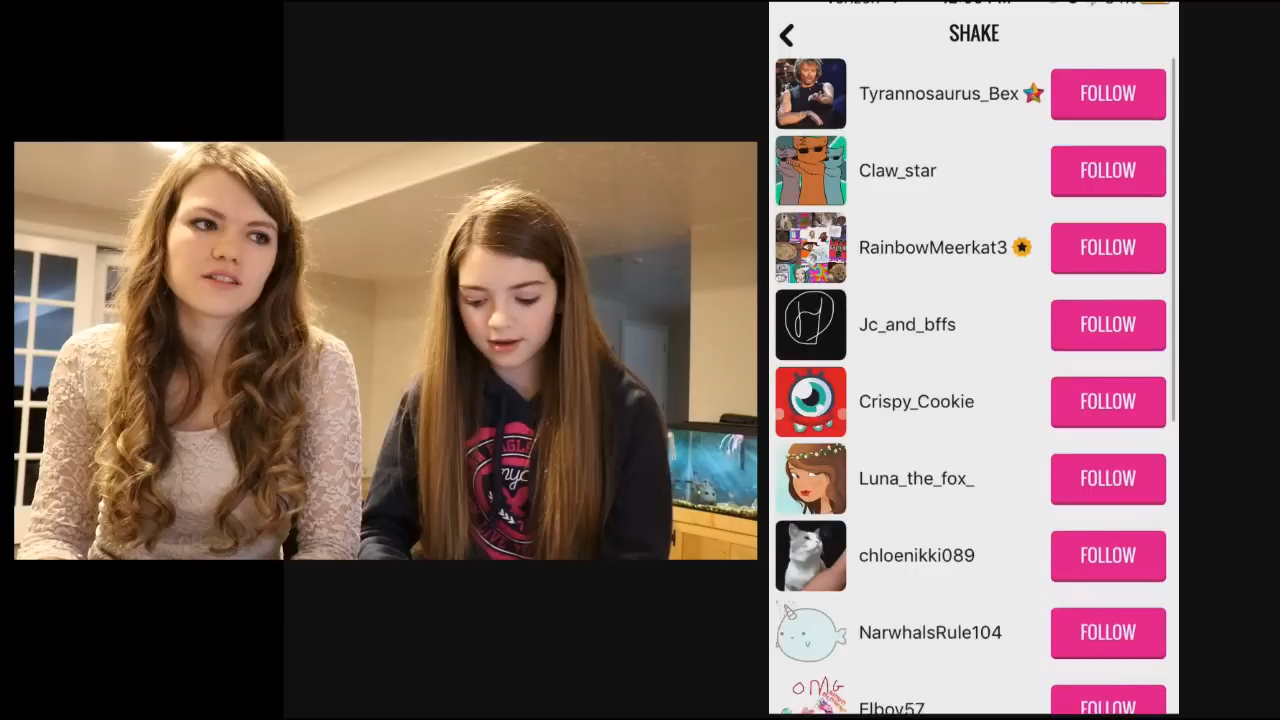 SHAKE
Tyrannosaurus_Bex FOLLOW
Claw_star FOLLOW
RainbowMeerkat3 FOLLOW
Jc_and_bffs FOLLOW
Crispy_Cookie FOLLOW
Luna_the_fox_ FOLLOW
chloenikki089 FOLLOW
NarwhalsRule104 FOLLOW
OMG
Elboy57 FOLLOW